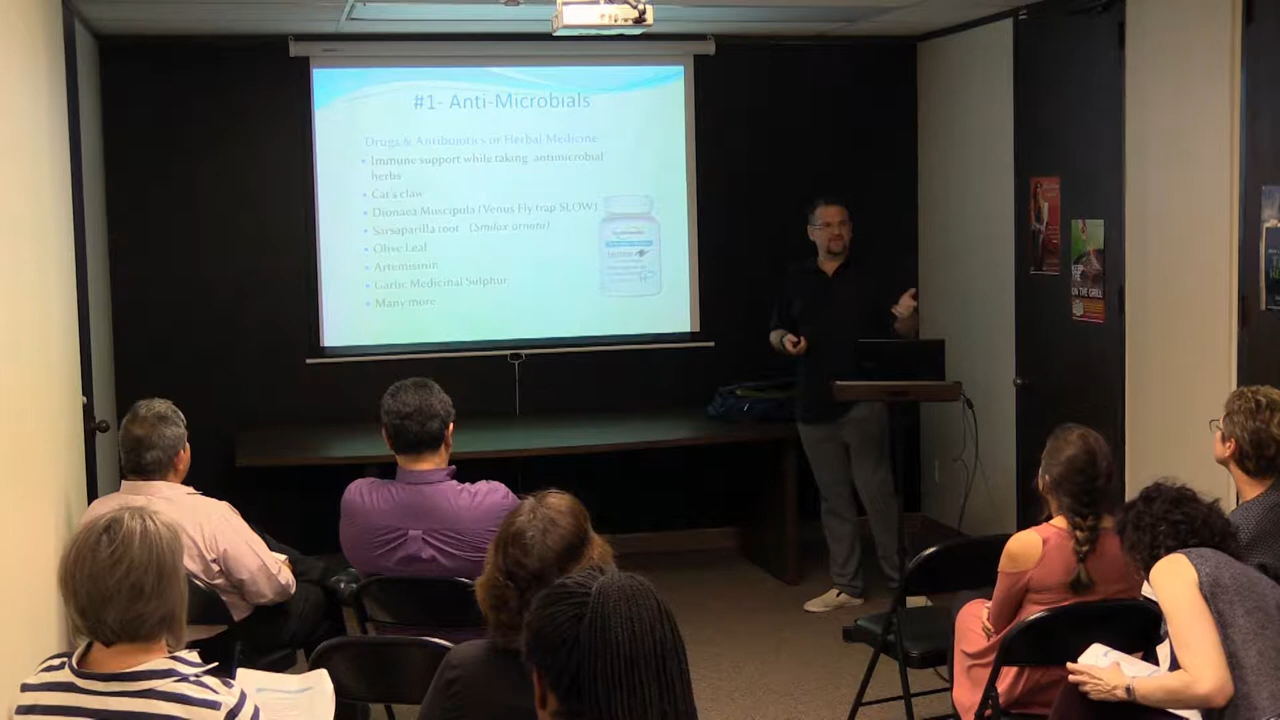 #1- Anti-Microbials
Drugs & Antibiotics or Herbal Medicine
• Immune support while taking antimicrobial
herbs
• Cat's claw
• Dionaea Muscipula (Venus Fly trap SLOW)
• Sarsaparilla root (Smilax ornata)
• Olive Leaf
• Artemisinin
• Garlic Medicinal Sulphur
• Many more
ON THE GRILL